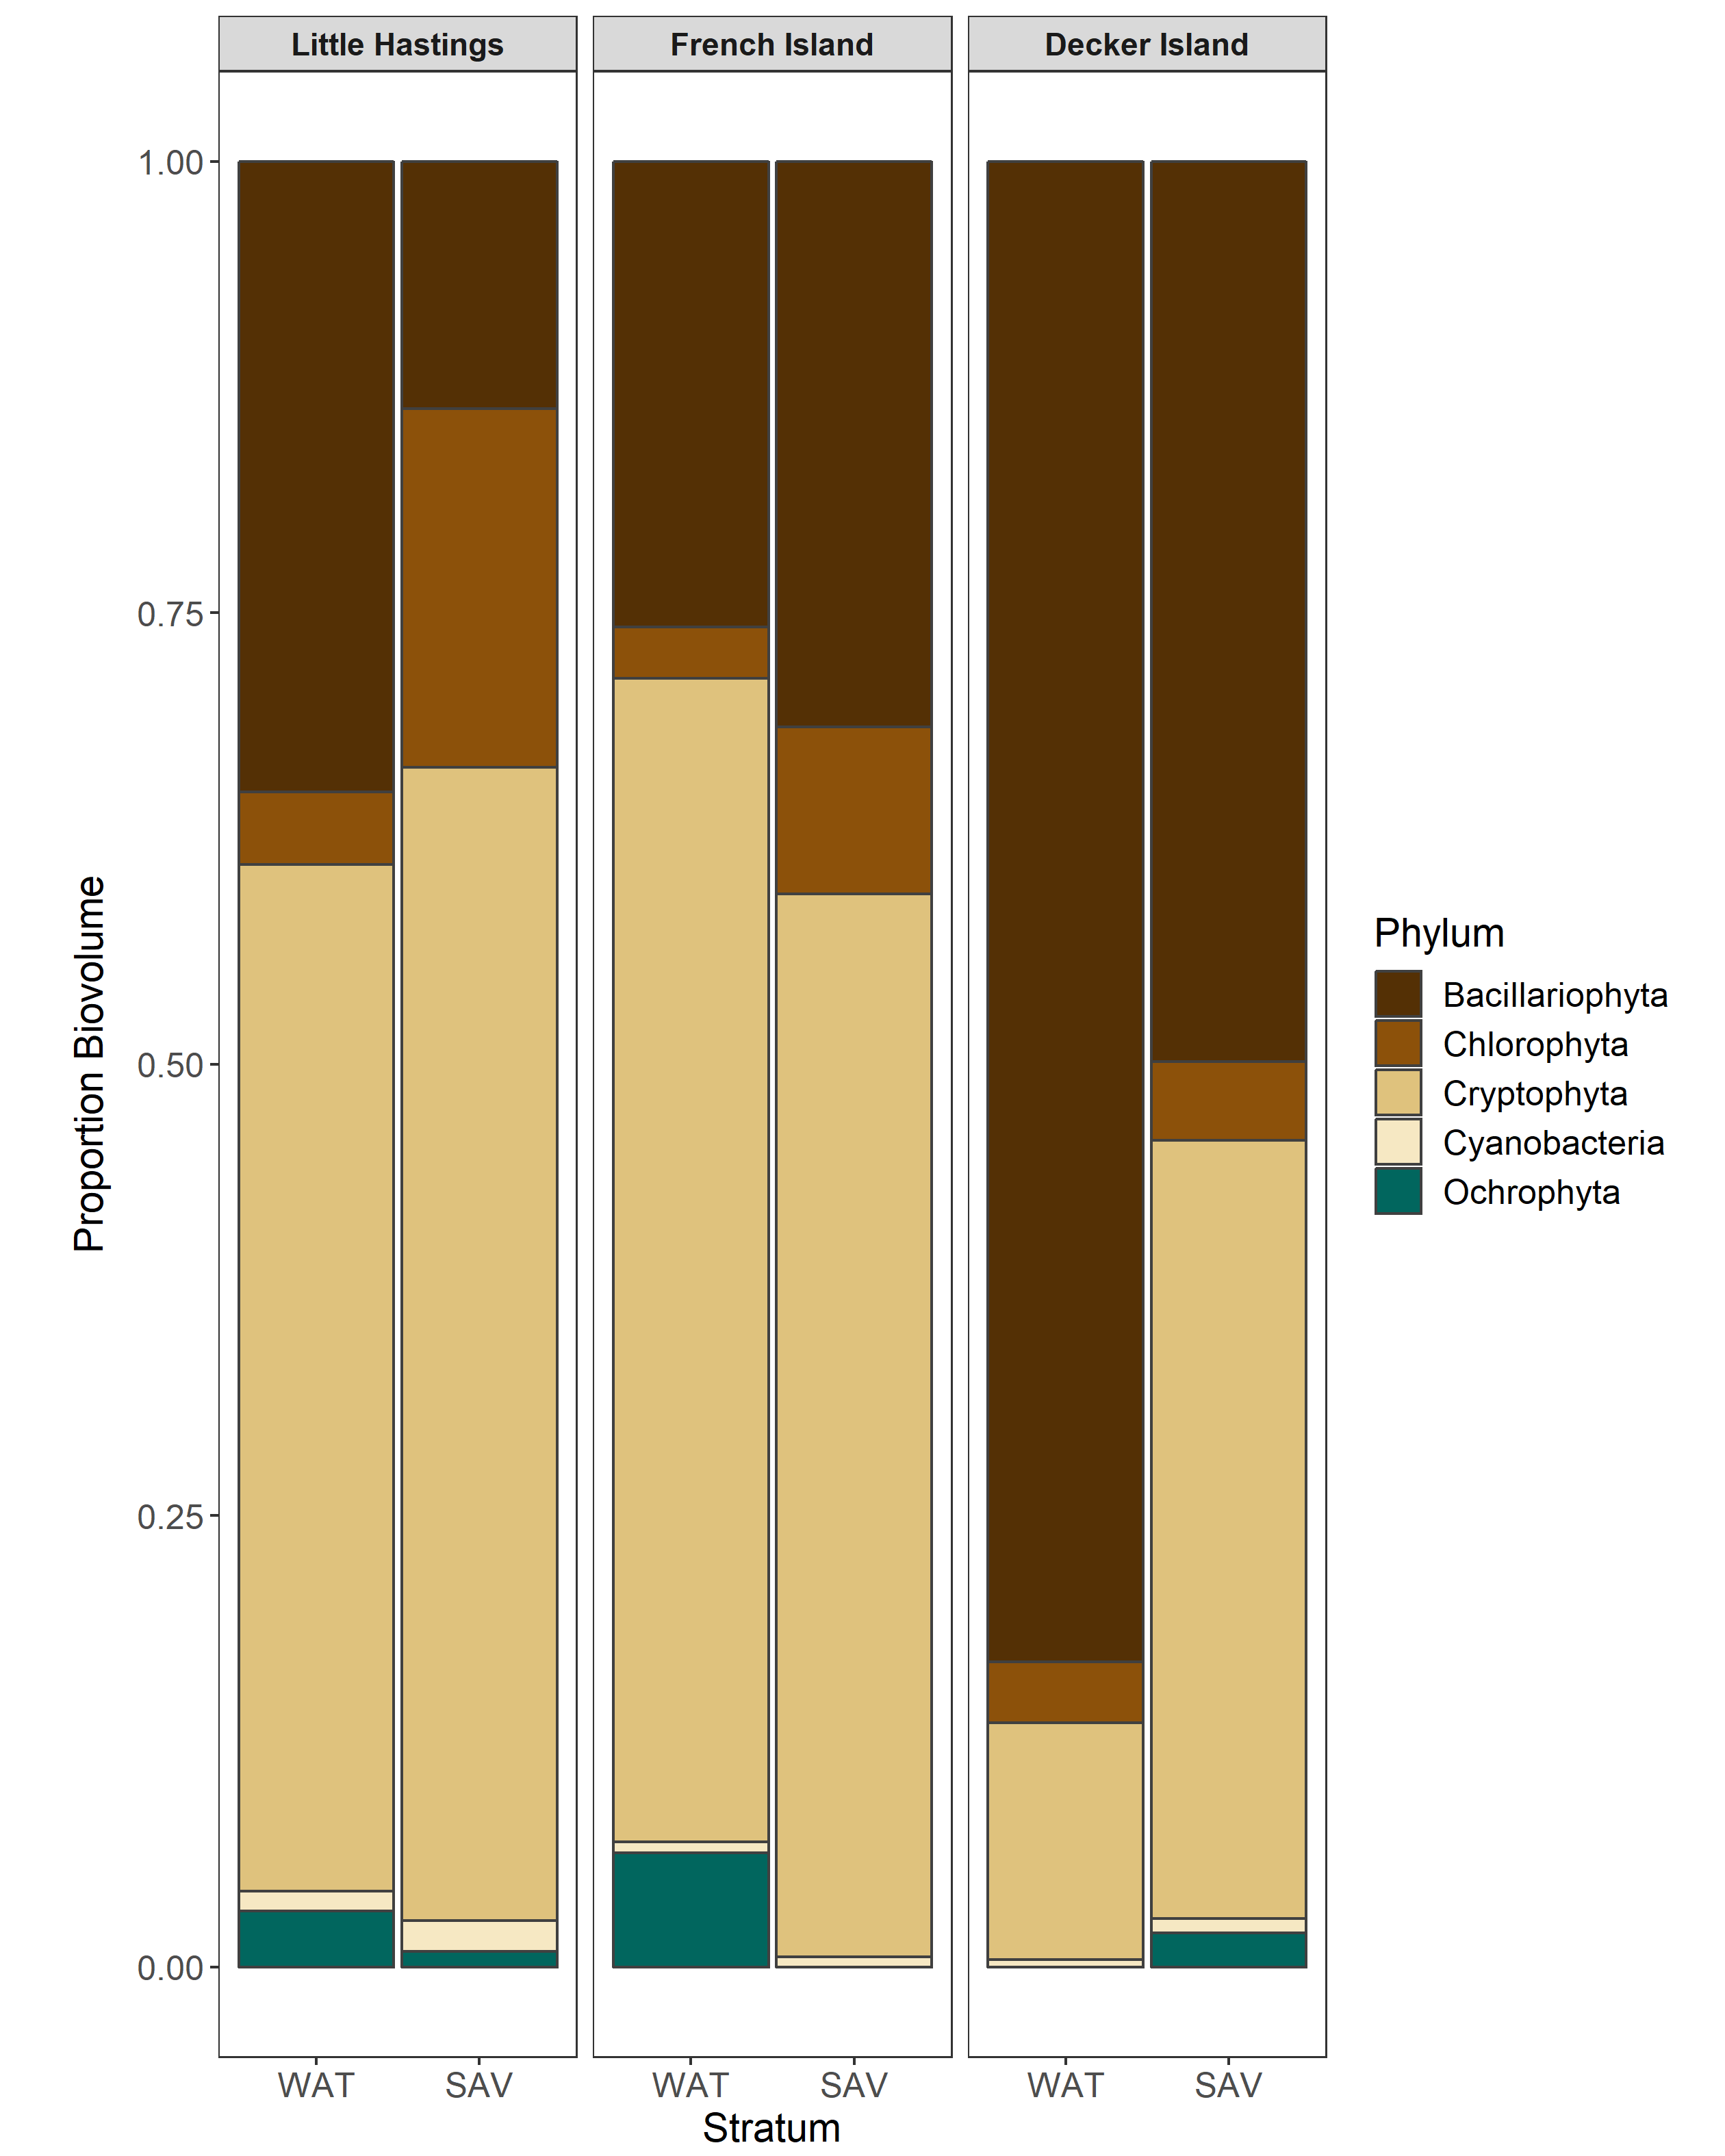 Little Hastings French Island Decker Island
1.00
0.75
0.50
0.25
0.00
Proportion Biovolume
WAT SAV WAT SAV WAT SAV
Stratum
Phylum
Bacillariophyta
Chlorophyta
Cryptophyta
Cyanobacteria
Ochrophyta